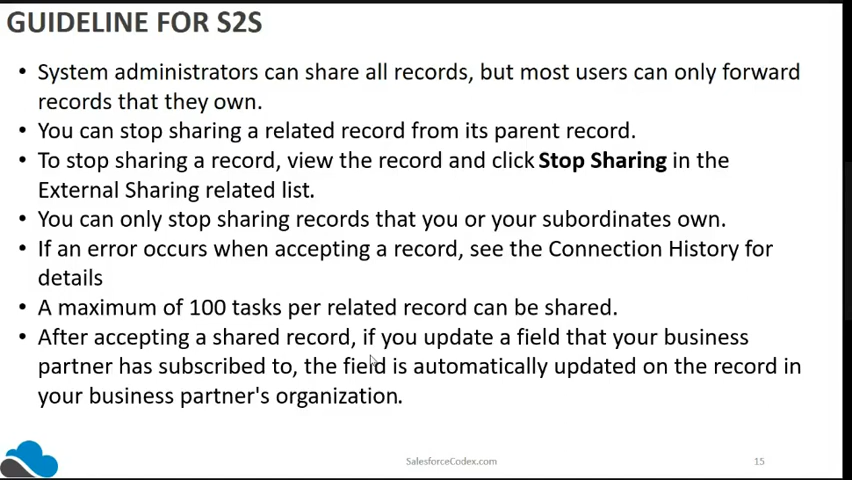 GUIDELINE FOR S2S
• System administrators can share all records, but most users can only forward
records that they own.
• You can stop sharing a related record from its parent record.
• To stop sharing a record, view the record and click Stop Sharing in the
External Sharing related list.
• You can only stop sharing records that you or your subordinates own.
• If an error occurs when accepting a record, see the Connection History for
details
• A maximum of 100 tasks per related record can be shared.
• After accepting a shared record, if you update a field that your business
partner has subscribed to, the field is automatically updated on the record in
your business partner's organization.
SalesforceCodex.com
15